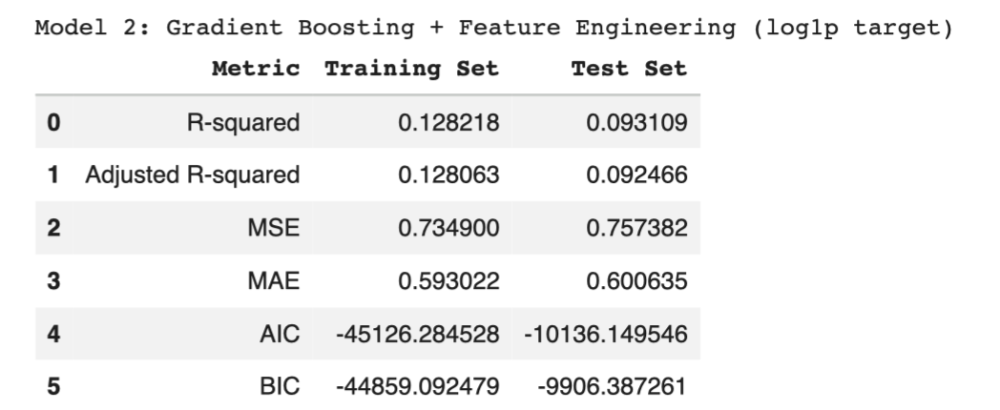 Model 2: Gradient Boosting + Feature Engineering (log1p target)
Metric Training Set Test Set
0 R-squared 0.128218 0.093109
1 Adjusted R-squared 0.128063 0.092466
2 MSE 0.734900 0.757382
3 MAE 0.593022 0.600635
4 AIC -45126.284528 -10136.149546
5 BIC -44859.092479 -9906.387261